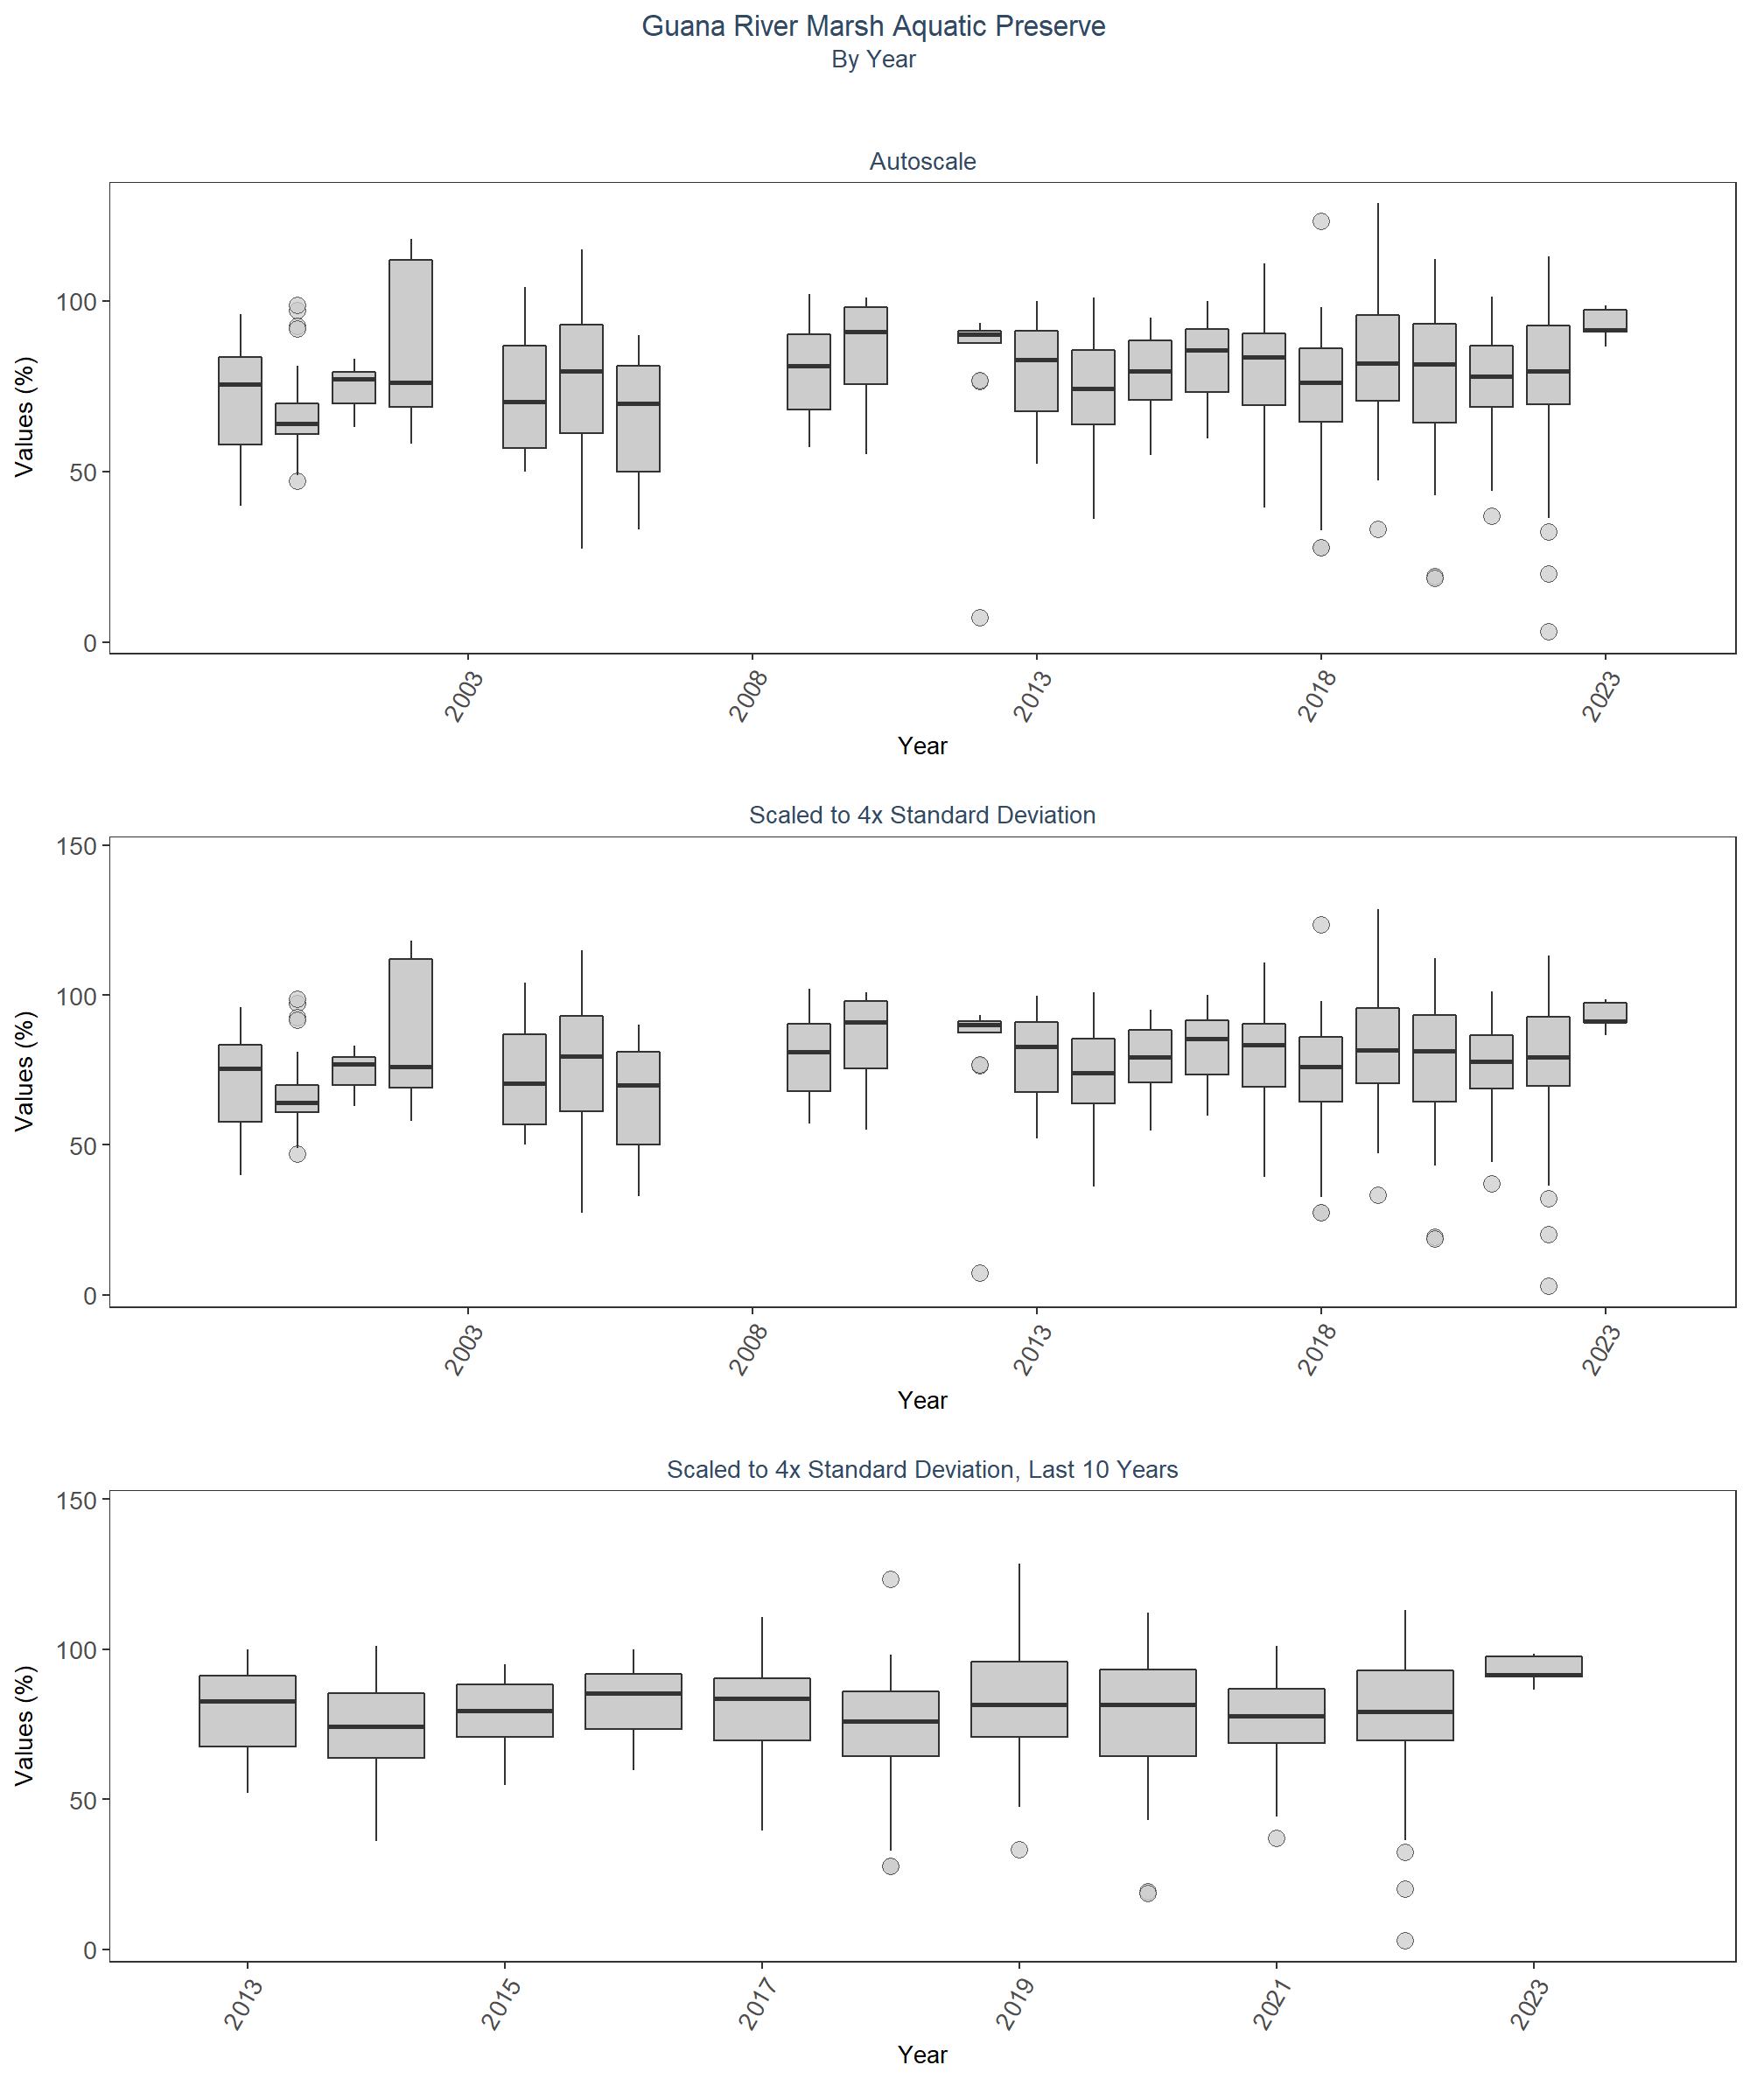 Guana River Marsh Aquatic Preserve
By Year
Autoscale
Values (%)
100
50
0
2003
2008
2013
2018
2023
Year
Scaled to 4x Standard Deviation
Values (%)
150
100
50
0
2003
2008
2013
2018
2023
Year
Scaled to 4x Standard Deviation, Last 10 Years
Values (%)
150
100
50
0
2013
2015
2017
2019
2021
2023
Year